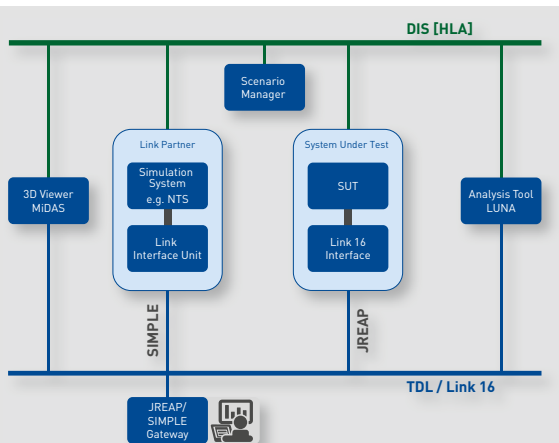 DIS [HLA]
Scenario
Manager
Link Partner
Simulation
System
e.g. NTS
Link
Interface Unit
System Under Test
SUT
Link 16
Interface
3D Viewer
MiDAS
Analysis Tool
LUNA
SIMPLE
JREAP
TDL / Link 16
JREAP/
SIMPLE
Gateway